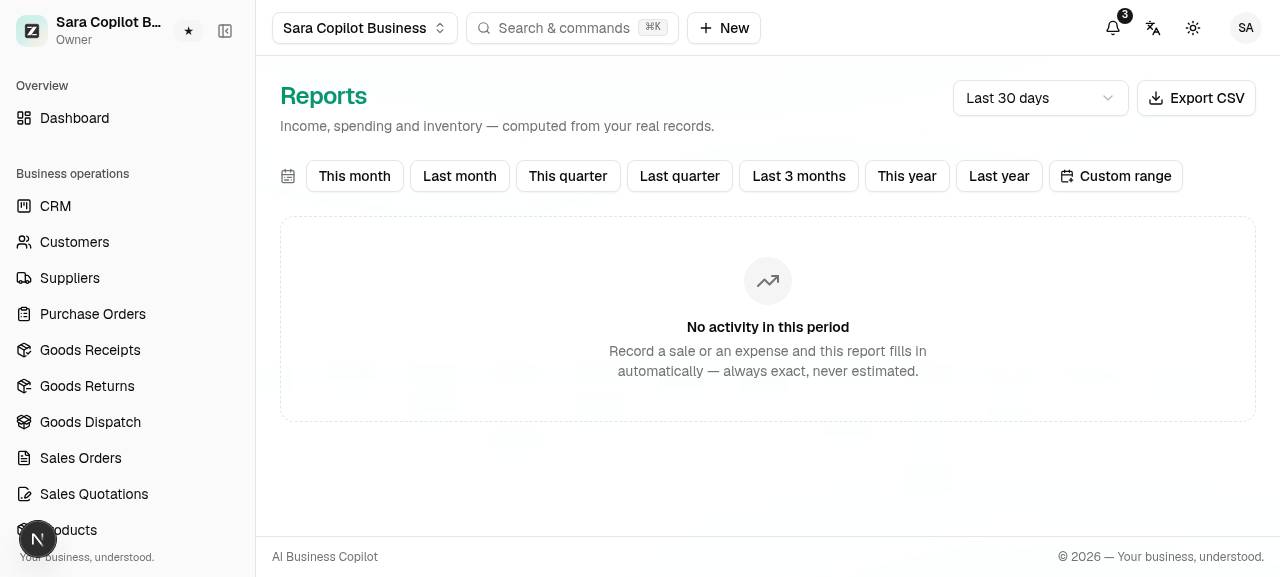 Sara Copilot B...
Owner
Overview
Dashboard
Business operations
CRM
Customers
Suppliers
Purchase Orders
Goods Receipts
Goods Returns
Goods Dispatch
Sales Orders
Sales Quotations
oducts
N
Your business, understood.
Sara Copilot Business
Search & commands
⌘K
New
3
SA
Reports
Income, spending and inventory — computed from your real records.
Last 30 days
Export CSV
This month
Last month
This quarter
Last quarter
Last 3 months
This year
Last year
Custom range
No activity in this period
Record a sale or an expense and this report fills in
automatically — always exact, never estimated.
AI Business Copilot
© 2026 — Your business, understood.